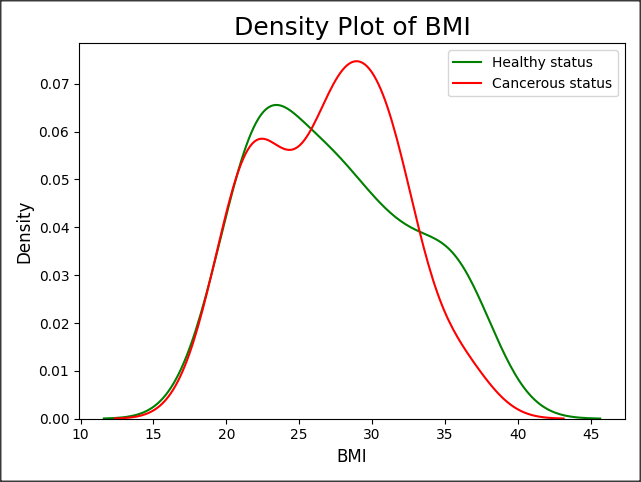 Density Plot of BMI
Healthy status
Cancerous status
0.07
0.06
0.05
0.04
0.03
0.02
0.01
0.00
Density
10 15 20 25 30 35 40 45
BMI